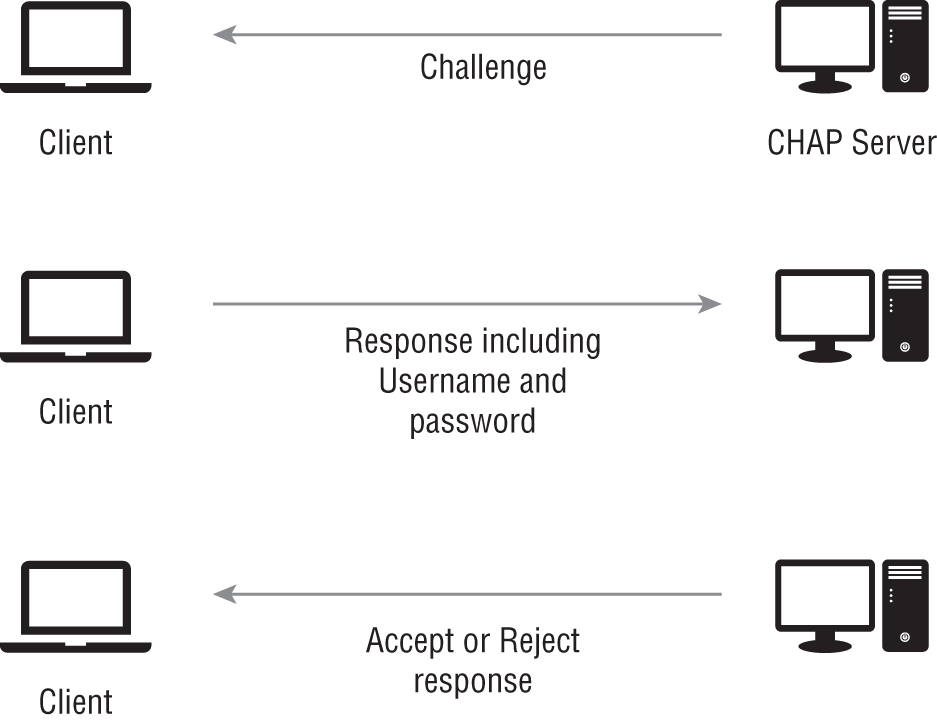 Challenge
Client
CHAP Server
Response including
Username and
password
Client
Accept or Reject
response
Client